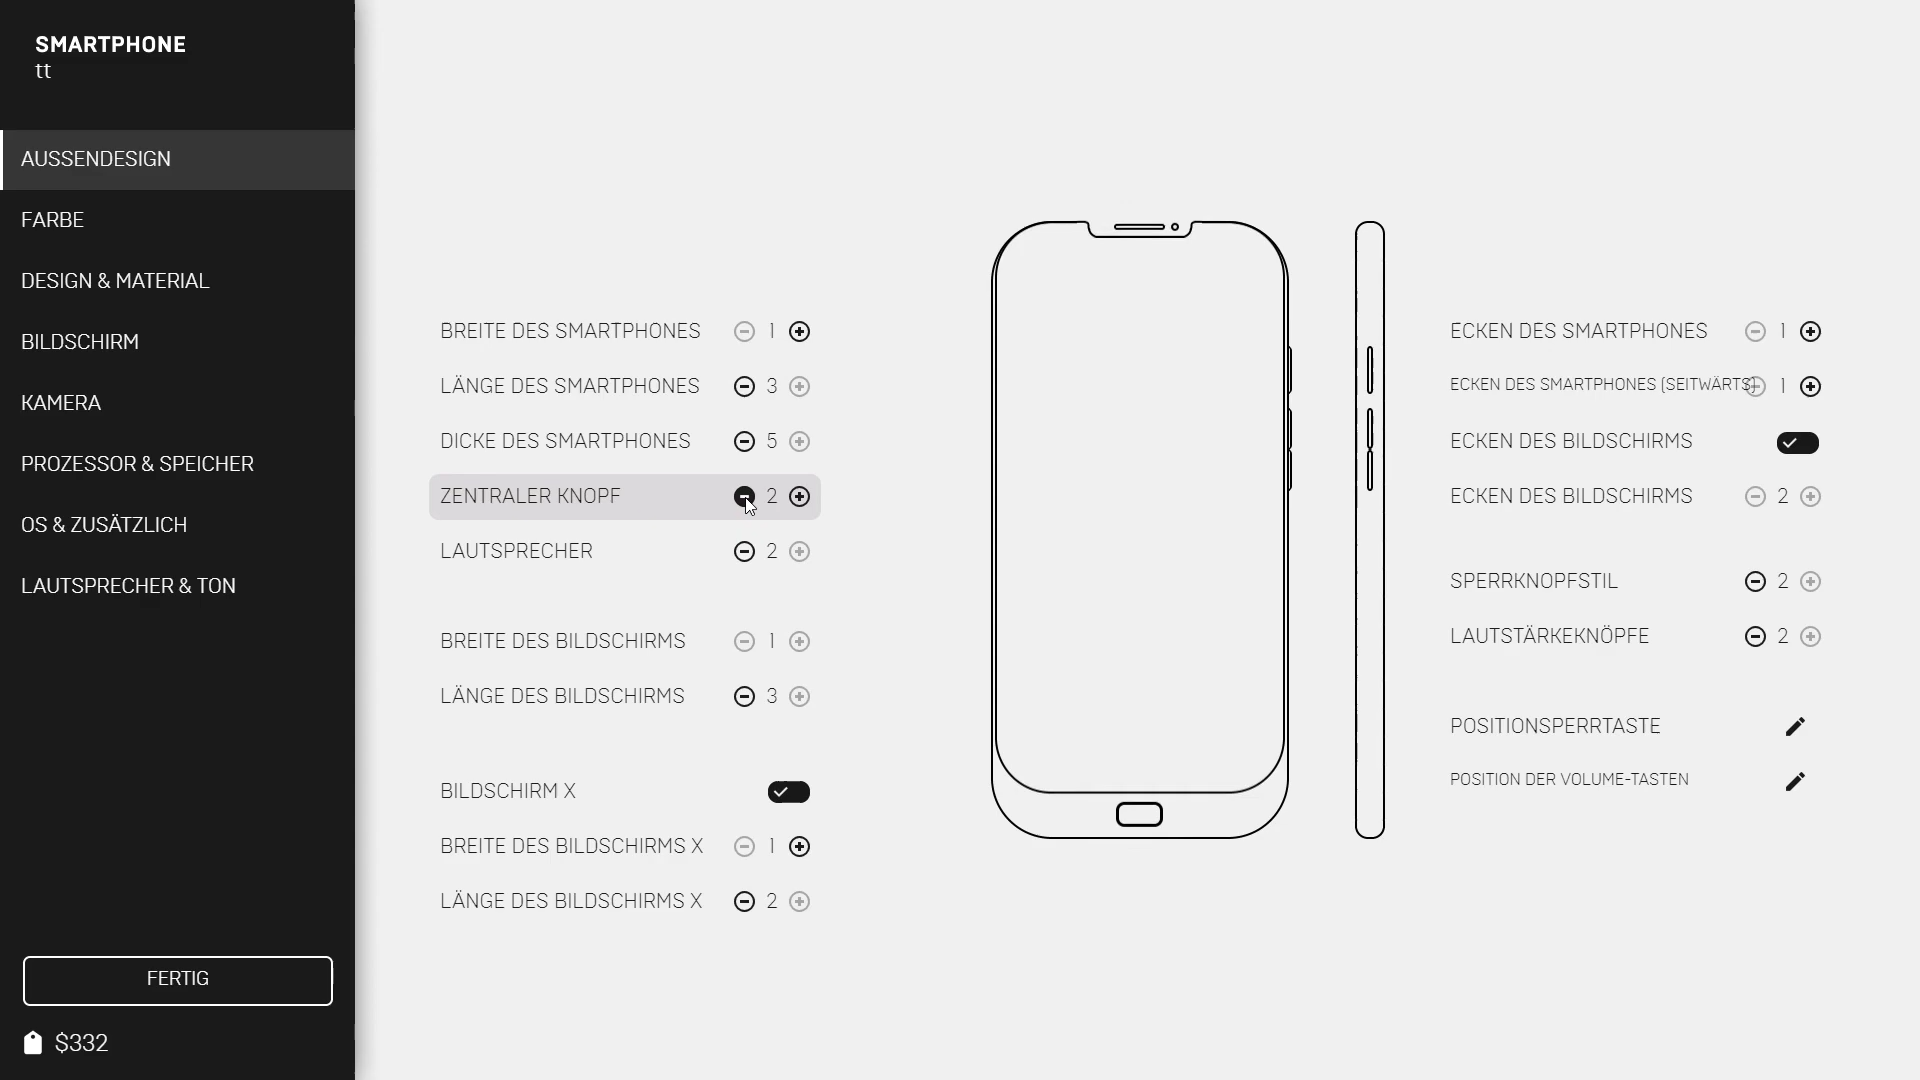 SMARTPHONE
tt
AUSSENDESIGN
FARBE
DESIGN & MATERIAL
BILDSCHIRM
KAMERA
PROZESSOR & SPEICHER
OS & ZUSÄTZLICH
LAUTSPRECHER & TON
FERTIG
$332
BREITE DES SMARTPHONES 1
LÄNGE DES SMARTPHONES 3
DICKE DES SMARTPHONES 5
ZENTRALER KNOPF 2
LAUTSPRECHER 2
BREITE DES BILDSCHIRMS 1
LÄNGE DES BILDSCHIRMS 3
BILDSCHIRM X
BREITE DES BILDSCHIRMS X 1
LÄNGE DES BILDSCHIRMS X 2
ECKEN DES SMARTPHONES 1
ECKEN DES SMARTPHONES (SEITWÄRTS) 1
ECKEN DES BILDSCHIRMS
ECKEN DES BILDSCHIRMS 2
SPERRKNOPFSTIL 2
LAUTSTÄRKEKNÖPFE 2
POSITIONSPERRTASTE
POSITION DER VOLUME-TASTEN